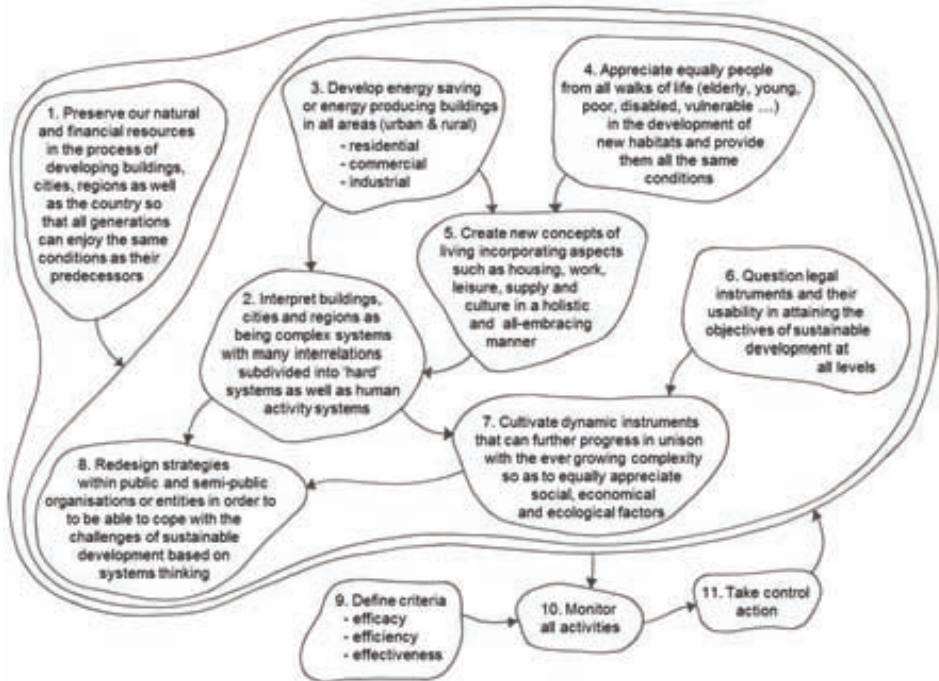 1. Preserve our natural
and financial resources
in the process of
developing buildings,
cities, regions as well
as the country so
that all generations
can enjoy the same
conditions as their
predecessors
3. Develop energy saving
or energy producing buildings
in all areas (urban & rural)
- residential
- commercial
- industrial
4. Appreciate equally people
from all walks of life (elderly, young,
poor, disabled, vulnerable ....)
in the development of
new habitats and provide
them all the same
conditions
5. Create new concepts of
living incorporating aspects
such as housing, work,
leisure, supply and
culture in a holistic
and all-embracing
manner
2. Interpret buildings,
cities and regions as
being complex systems
with many interrelations
subdivided into 'hard'
systems as well as human
activity systems
6. Question legal
instruments and their
usability in attaining the
objectives of sustainable
development at
all levels
7. Cultivate dynamic instruments
that can further progress in unison
with the ever growing complexity
so as to equally appreciate
social, economical
and ecological factors
8. Redesign strategies
within public and semi-public
organisations or entities in order to
to be able to cope with the
challenges of sustainable
development based on
systems thinking
9. Define criteria
- efficacy
- efficiency
- effectiveness
10. Monitor
all activities
11. Take control
action